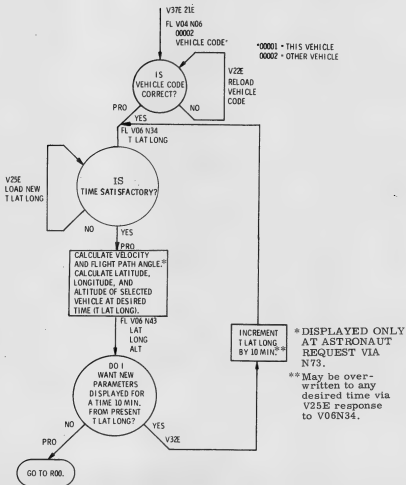 V37E 21E
FL V04 N06
00002
VEHICLE CODE*
*00001 = THIS VEHICLE
00002 = OTHER VEHICLE
IS
VEHICLE CODE
CORRECT?
V22E
RELOAD
VEHICLE
CODE
PRO
YES
NO
FL V06 N34
T LAT LONG
V25E
LOAD NEW
T LAT LONG
IS
TIME SATISFACTORY?
NO
YES
PRO
CALCULATE VELOCITY
AND FLIGHT PATH ANGLE.*
CALCULATE LATITUDE,
LONGITUDE, AND
ALTITUDE OF SELECTED
VEHICLE AT DESIRED
TIME (T LAT LONG).
FL V06 N43
LAT
LONG
ALT
INCREMENT
T LAT LONG
BY 10 MIN.**
* DISPLAYED ONLY
AT ASTRONAUT
REQUEST VIA
N73.
** May be over-
written to any
desired time via
V25E response
to V06N34.
DO I
WANT NEW
PARAMETERS
DISPLAYED FOR
A TIME 10 MIN.
FROM PRESENT
T LAT LONG?
NO
YES
PRO
V32E
GO TO R00.